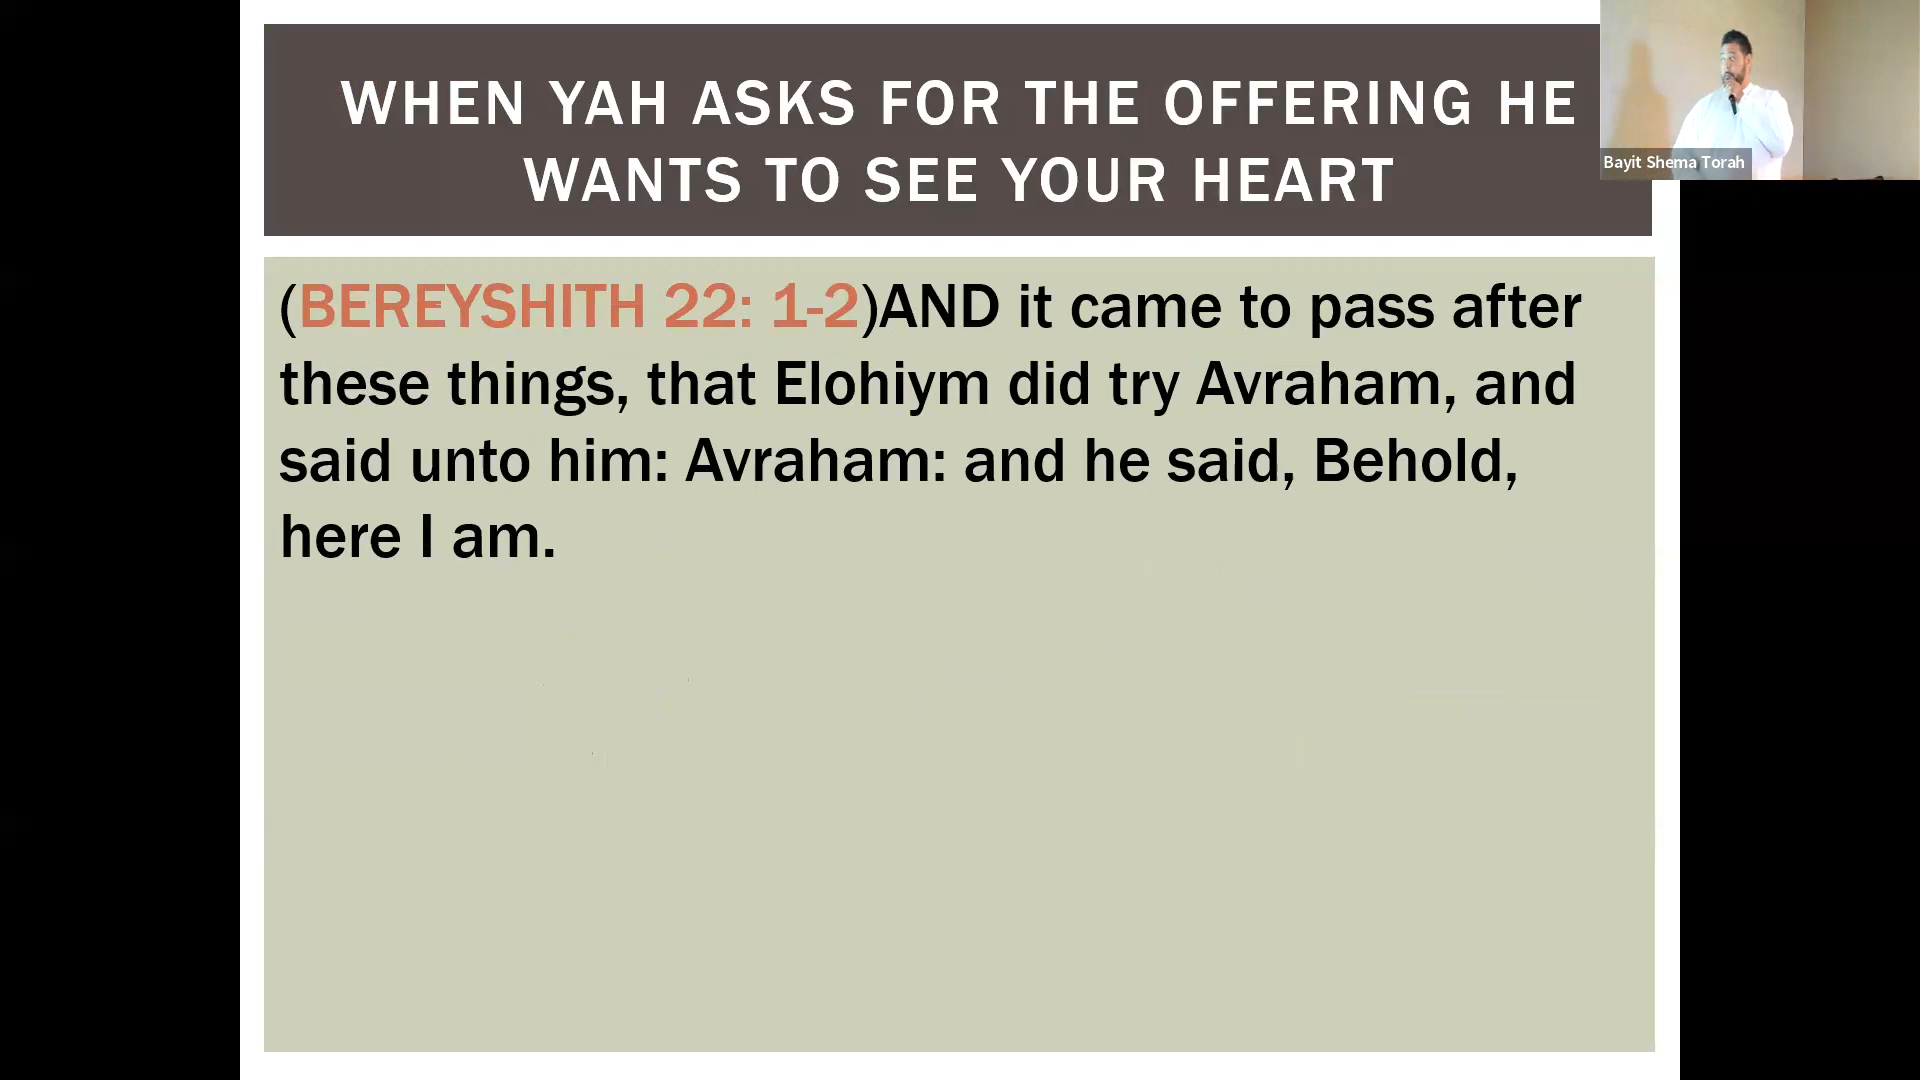 WHEN YAH ASKS FOR THE OFFERING HE
WANTS TO SEE YOUR HEART
Bayit Shema Torah
(BEREYSHITH 22: 1-2)AND it came to pass after
these things, that Elohiym did try Avraham, and
said unto him: Avraham: and he said, Behold,
here I am.